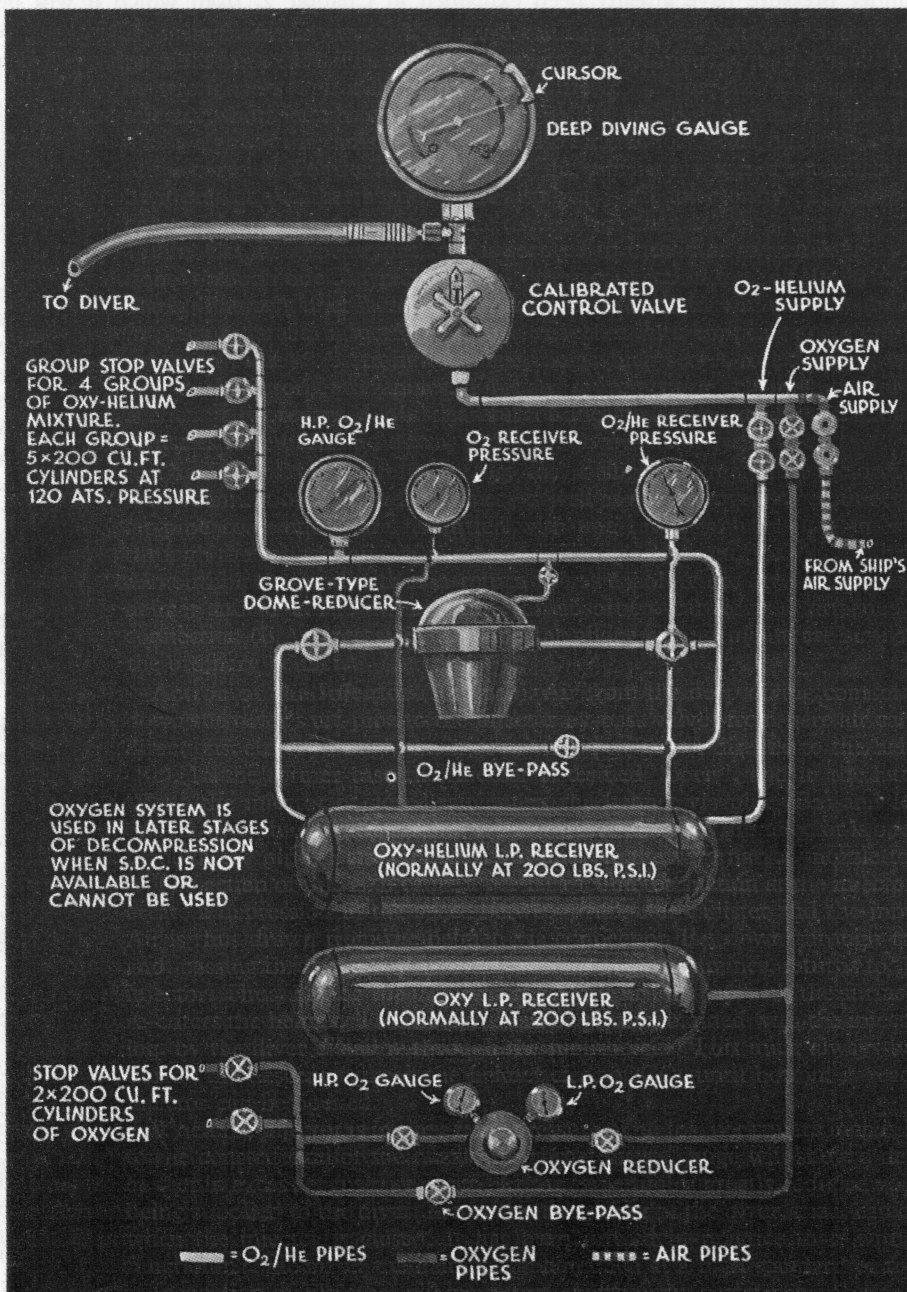 CURSOR
DEEP DIVING GAUGE
TO DIVER
CALIBRATED
CONTROL VALVE
O2-HELIUM
SUPPLY
OXYGEN
SUPPLY
AIR
SUPPLY
GROUP STOP VALVES
FOR 4 GROUPS
OF OXY-HELIUM
MIXTURE.
EACH GROUP =
5×200 CU.FT.
CYLINDERS AT
120 ATS. PRESSURE
H.P. O2/HE
GAUGE
O2 RECEIVER
PRESSURE
O2/HE RECEIVER
PRESSURE
FROM SHIP'S
AIR SUPPLY
GROVE-TYPE
DOME-REDUCER
O2/HE BYE-PASS
OXYGEN SYSTEM IS
USED IN LATER STAGES
OF DECOMPRESSION
WHEN S.D.C. IS NOT
AVAILABLE OR
CANNOT BE USED
OXY-HELIUM L.P. RECEIVER
(NORMALLY AT 200 LBS. P.S.I.)
OXY L.P. RECEIVER
(NORMALLY AT 200 LBS. P.S.I.)
STOP VALVES FOR
2×200 CU. FT.
CYLINDERS
OF OXYGEN
H.P. O2 GAUGE
L.P. O2 GAUGE
OXYGEN REDUCER
OXYGEN BYE-PASS
= O2/HE PIPES
= OXYGEN
PIPES
= AIR PIPES